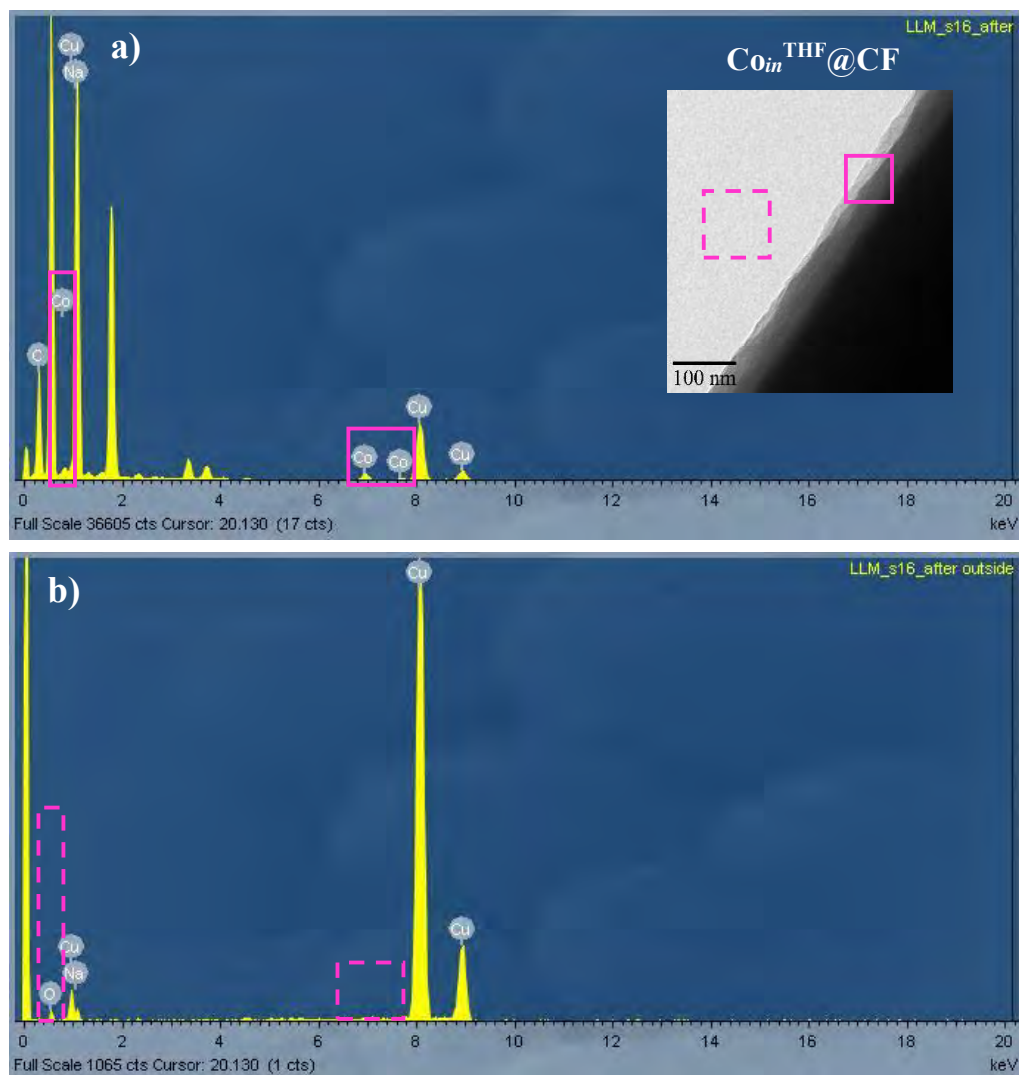 a)
LLM_s16_after
Co_in^THF@CF
100 nm
Cu
Na
Co
C
Co
Co
Cu
Cu
0 2 4 6 8 10 12 14 16 18 20
Full Scale 36605 cts Cursor: 20.130 (17 cts)
keV
b)
LLM_s16_after outside
Cu
Cu
Cu
Na
O
0 2 4 6 8 10 12 14 16 18 20
Full Scale 1065 cts Cursor: 20.130 (1 cts)
keV